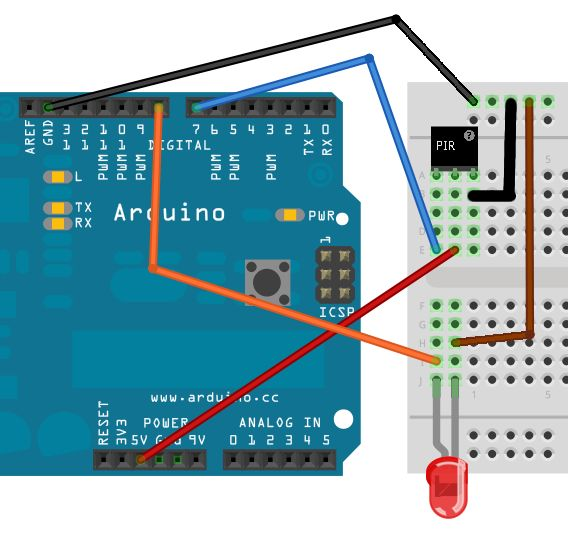 AREF
GND
13
12
11
10
9
8
7
6
5
4
3
2
1
0
PWM
PWM
PWM
PWM
PWM
PWM
TX
RX
DIGITAL
L
TX
RX
Arduino
PWR
1
ICSP
www.arduino.cc
POWER
ANALOG IN
RESET
3V3
5V
Gnd
9V
0 1 2 3 4 5
PIR
?
5
A
D
E
F
G
H
I
J
1
5